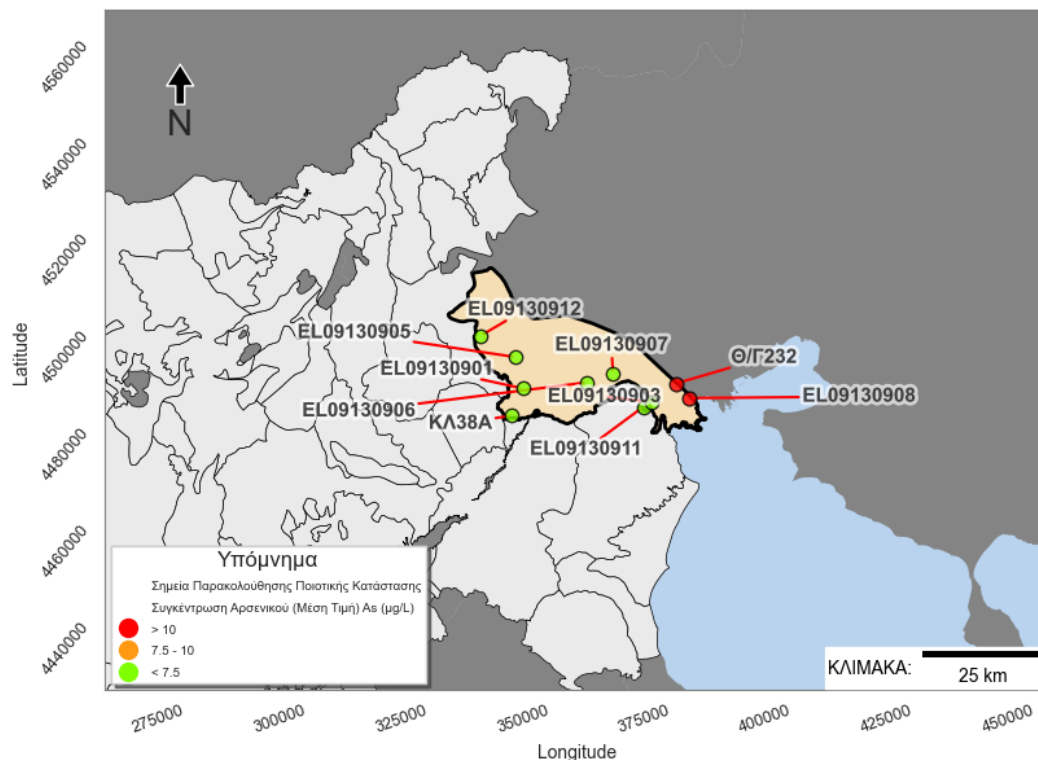 4560000
4540000
4520000
4500000
4480000
4460000
4440000
Latitude
N
EL09130912
EL09130905
EL09130907
EL09130901
Θ/Γ232
EL09130903
EL09130908
EL09130906
ΚΛ38Α
EL09130911
Υπόμνημα
Σημεία Παρακολούθησης Ποιοτικής Κατάστασης
Συγκέντρωση Αρσενικού (Μέση Τιμή) As (μg/L)
> 10
7.5 - 10
< 7.5
ΚΛΙΜΑΚΑ:
25 km
275000
300000
325000
350000
375000
400000
425000
450000
Longitude